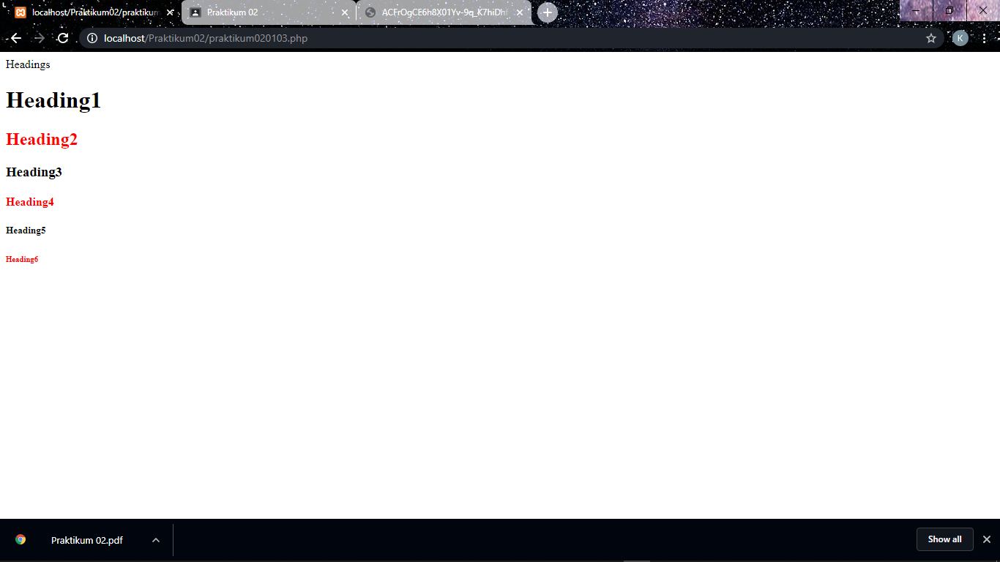 localhost/Praktikum02/praktikum
Praktikum 02
ACFrOgCE6h8X01Yv-9q_K7hiDhf
localhost/Praktikum02/praktikum020103.php
K
Headings
Heading1
Heading2
Heading3
Heading4
Heading5
Heading6
Praktikum 02.pdf
Show all